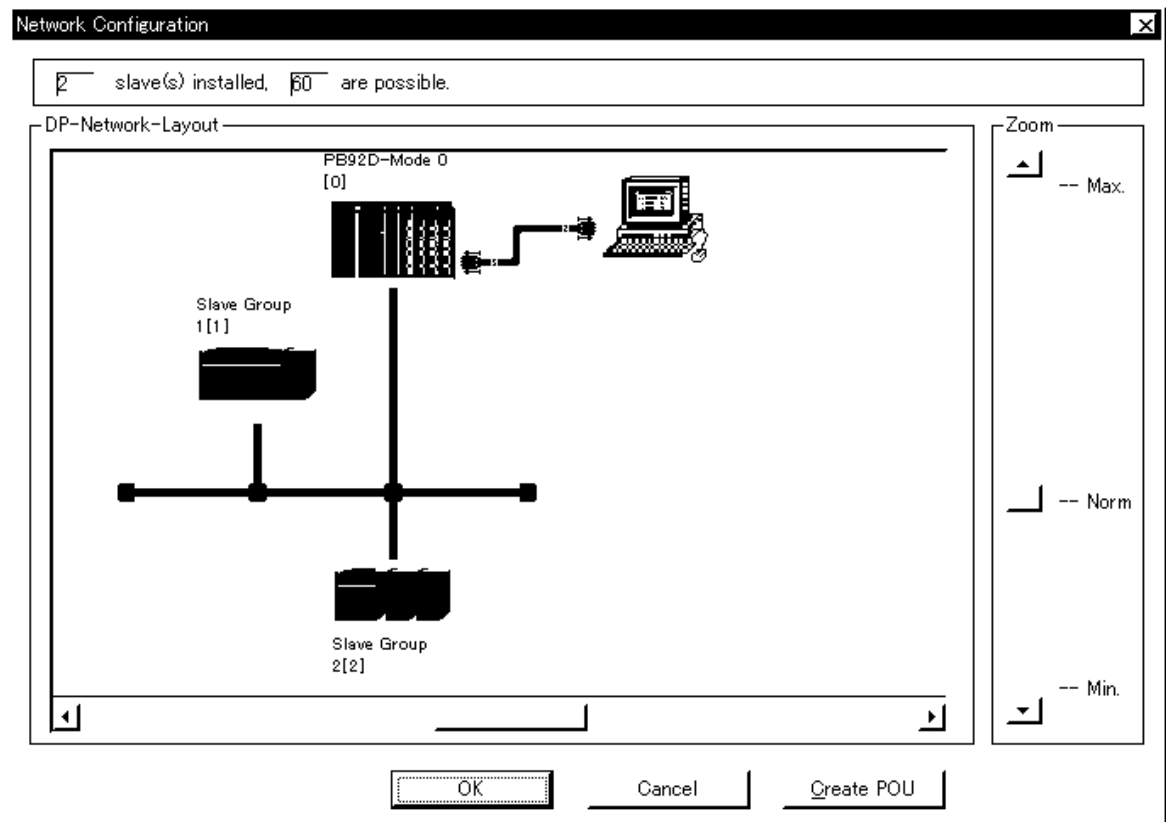 Network Configuration
2 slave(s) installed, 60 are possible.
DP-Network-Layout
Zoom
PB92D-Mode 0
[0]
-- Max.
Slave Group
1[1]
-- Norm
Slave Group
2[2]
-- Min.
OK Cancel Create POU